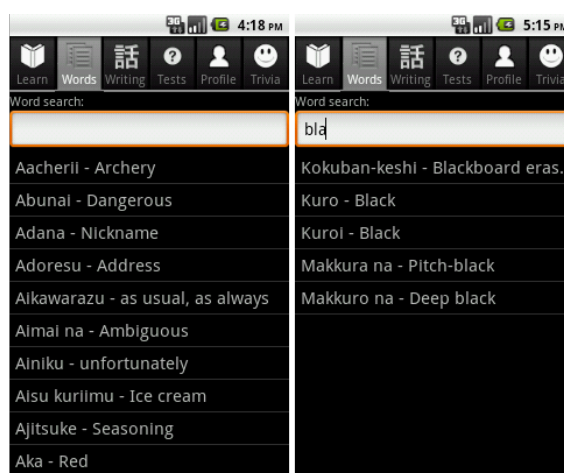 4:18 PM
Learn Words Writing Tests Profile Trivia
Word search:
Aacherii - Archery
Abunai - Dangerous
Adana - Nickname
Adoresu - Address
Aikawarazu - as usual, as always
Aimai na - Ambiguous
Ainiku - unfortunately
Aisu kuriimu - Ice cream
Ajitsuke - Seasoning
Aka - Red
5:15 PM
Learn Words Writing Tests Profile Trivia
Word search:
bla
Kokuban-keshi - Blackboard eras.
Kuro - Black
Kuroi - Black
Makkura na - Pitch-black
Makkuro na - Deep black